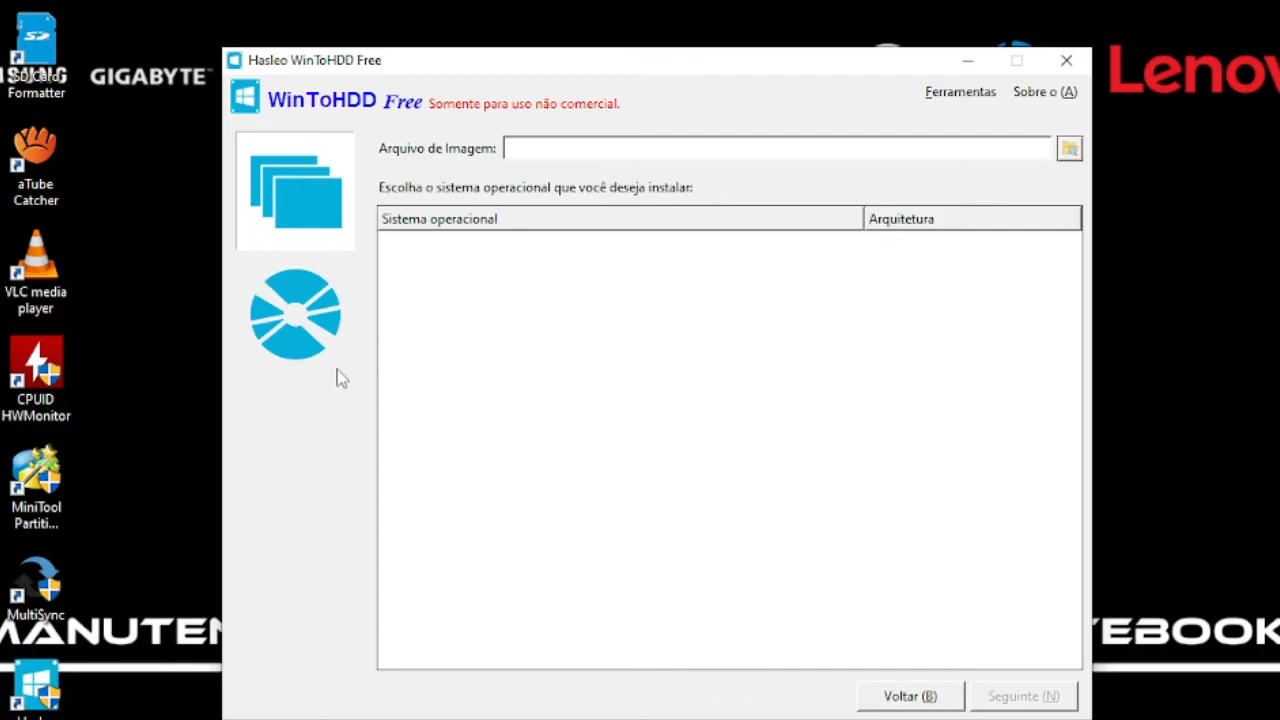 Hasleo WinToHDD Free
WinToHDD Free Somente para uso não comercial.
Ferramentas Sobre o (A)
Arquivo de Imagem:
Escolha o sistema operacional que você deseja instalar:
Sistema operacional Arquitetura
Voltar (B) Seguinte (N)
SD Card
Formatter
aTube
Catcher
VLC media
player
CPUID
HWMonitor
MiniTool
Partiti...
MultiSync
GIGABYTE
Lenov
MANUTEN
TEBOOK